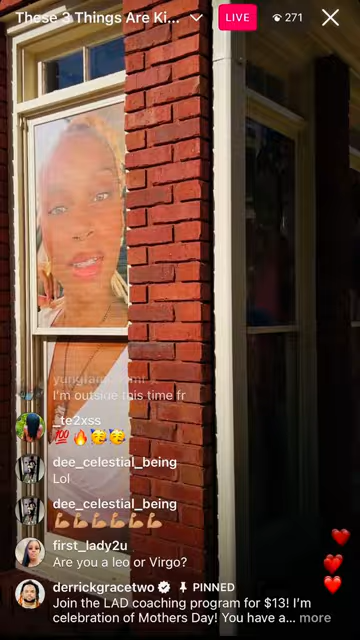 These 3 Things Are Ki...
LIVE
271
I'm outside this time fr
_te2xss
💯🔥🥳🥳
dee_celestial_being
Lol
dee_celestial_being
💪🏽💪🏽💪🏽💪🏽💪🏽💪🏽
first_lady2u
Are you a leo or Virgo?
derrickgracetwo PINNED
Join the LAD coaching program for $13! I'm
celebration of Mothers Day! You have a... more